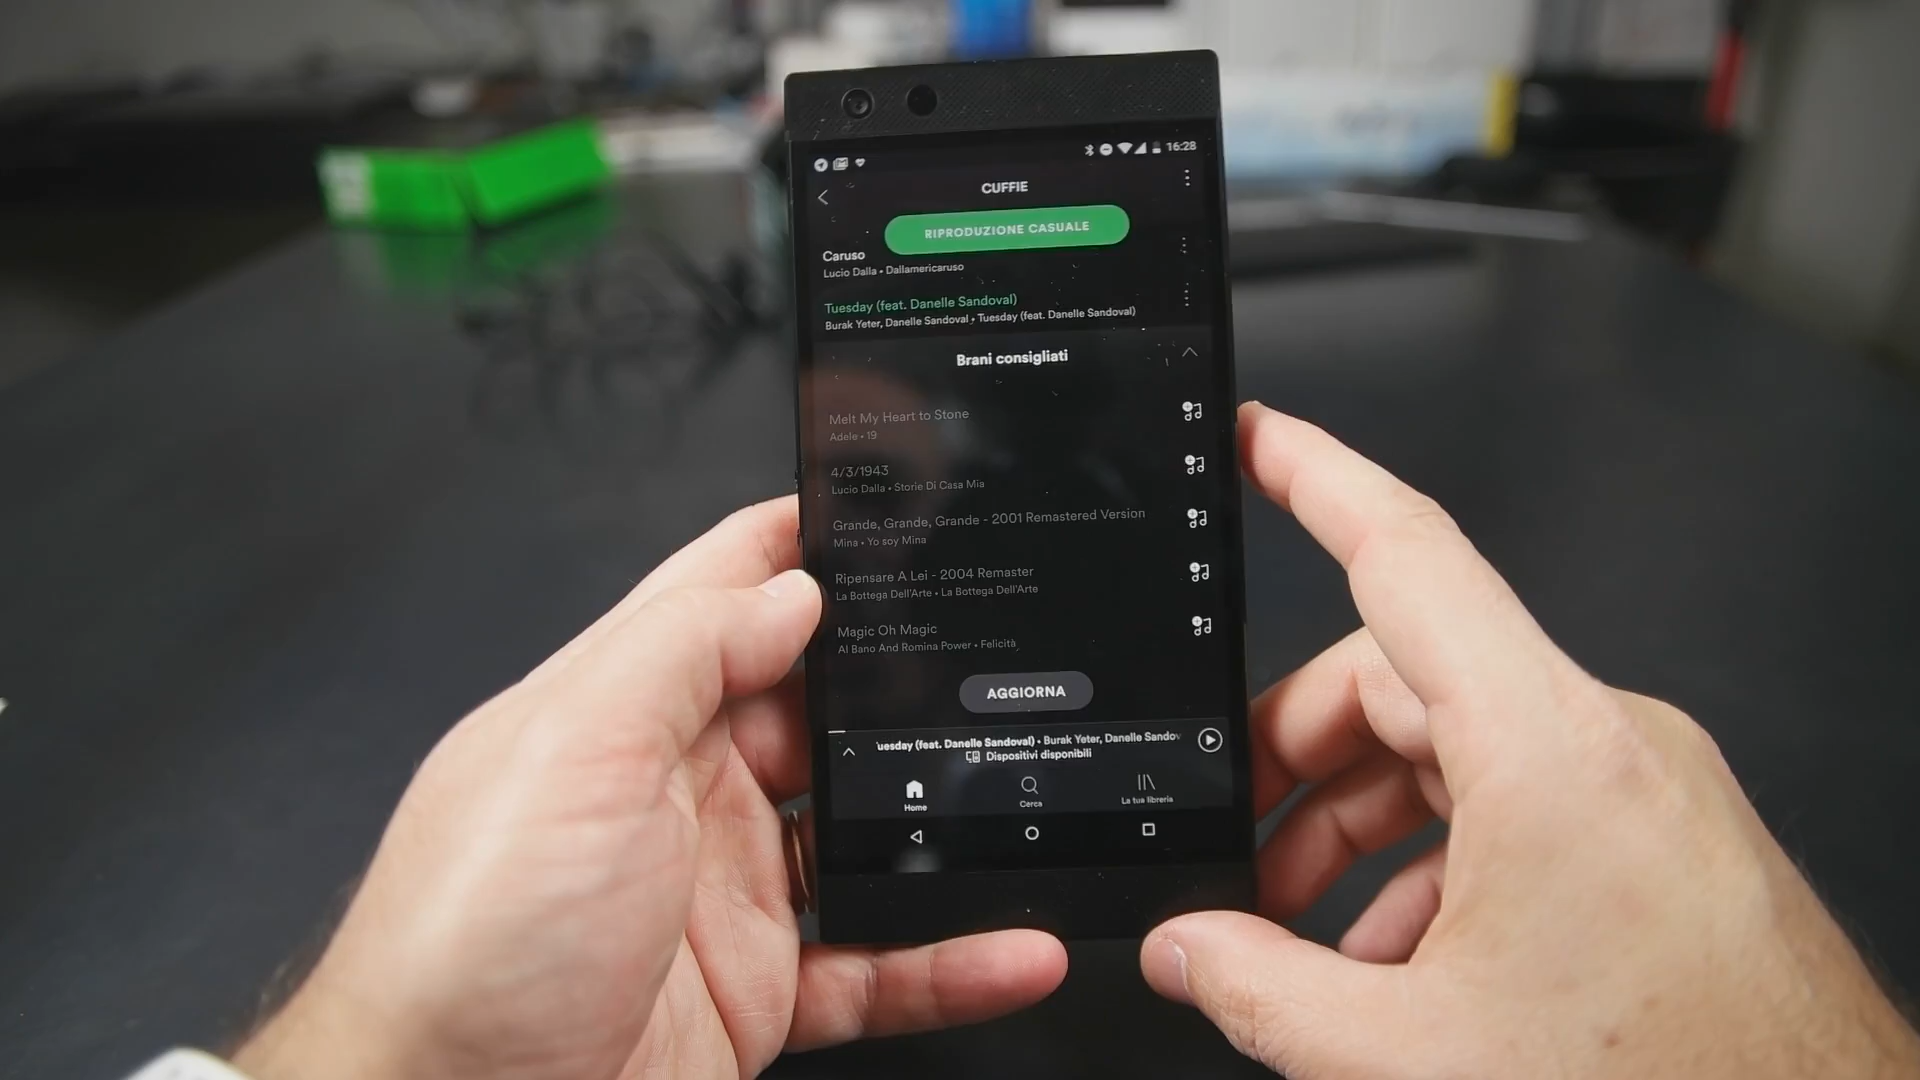 16:28
CUFFIE
RIPRODUZIONE CASUALE
Caruso
Lucio Dalla • Dallamericaruso
Tuesday (feat. Danelle Sandoval)
Burak Yeter, Danelle Sandoval • Tuesday (feat. Danelle Sandoval)
Brani consigliati
Melt My Heart to Stone
Adele • 19
4/3/1943
Lucio Dalla • Storie Di Casa Mia
Grande, Grande, Grande - 2001 Remastered Version
Mina • Yo soy Mina
Ripensare A Lei - 2004 Remaster
La Bottega Dell'Arte • La Bottega Dell'Arte
Magic Oh Magic
Al Bano And Romina Power • Felicità
AGGIORNA
uesday (feat. Danelle Sandoval) • Burak Yeter, Danelle Sandov
Dispositivi disponibili
Home
Cerca
La tua libreria